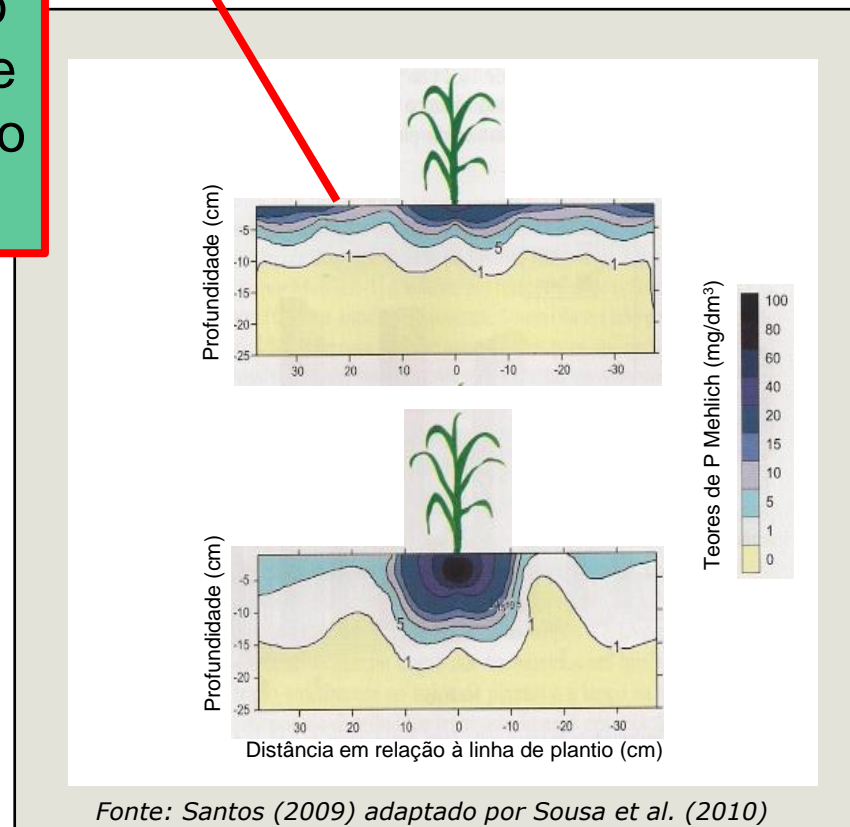 o
e
o
Profundidade (cm)
-5
-10
-15
-20
-25
5
1
1
1
30 20 10 0 -10 -20 -30
Profundidade (cm)
-5
-10
-15
-20
-25
5
10
1
1
1
30 20 10 0 -10 -20 -30
Distância em relação à linha de plantio (cm)
Teores de P Mehlich (mg/dm³)
100
80
60
40
20
15
10
5
1
0
Fonte: Santos (2009) adaptado por Sousa et al. (2010)